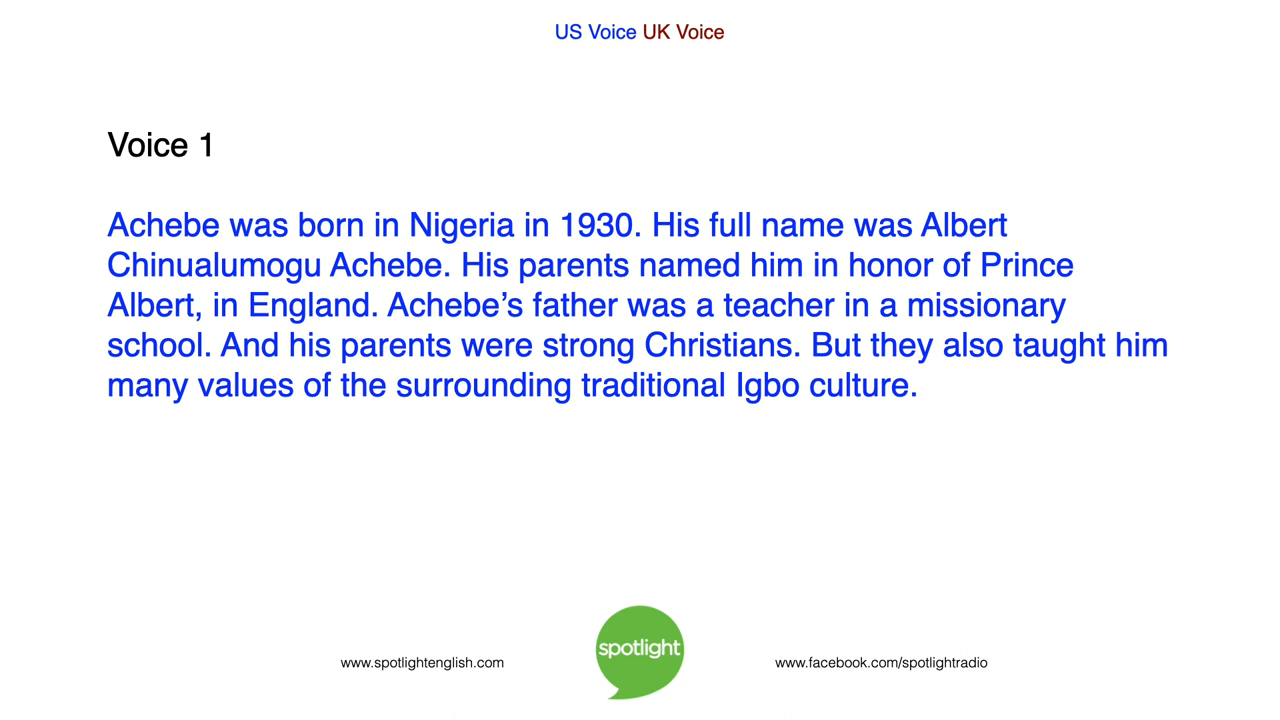 US Voice UK Voice
Voice 1
Achebe was born in Nigeria in 1930. His full name was Albert
Chinualumogu Achebe. His parents named him in honor of Prince
Albert, in England. Achebe’s father was a teacher in a missionary
school. And his parents were strong Christians. But they also taught him
many values of the surrounding traditional Igbo culture.
www.spotlightenglish.com
spotlight
www.facebook.com/spotlightradio